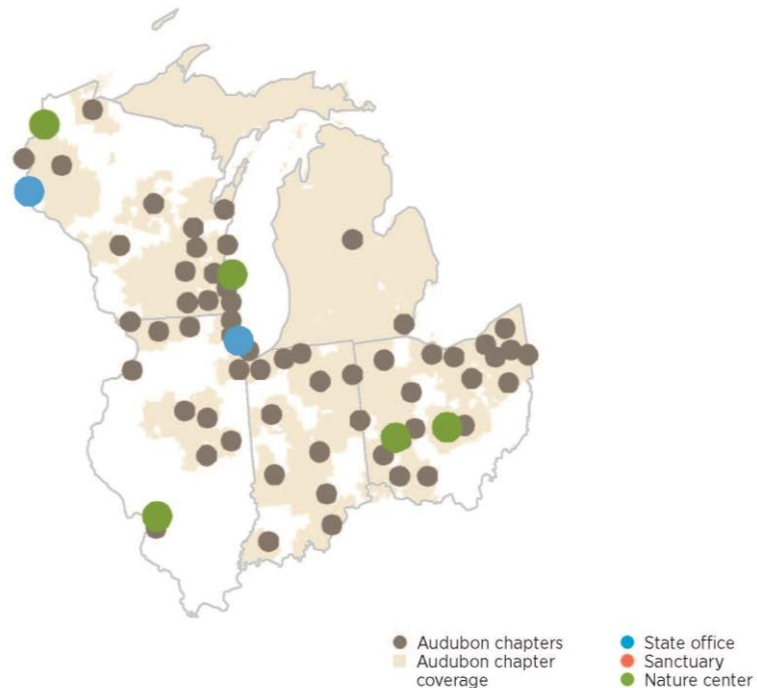 Audubon chapters
Audubon chapter
coverage
State office
Sanctuary
Nature center